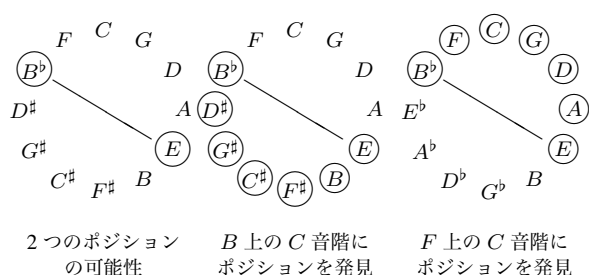 F C G
B♭ D
D♯ A
G♯ E
C♯ F♯ B
2 つのポジション
の可能性
F C G
B♭ D
D♯ A
G♯ E
C♯ F♯ B
B 上の C 音階に
ポジションを発見
F C G
B♭ D
E♭ A
A♭ E
D♭ G♭ B
F 上の C 音階に
ポジションを発見